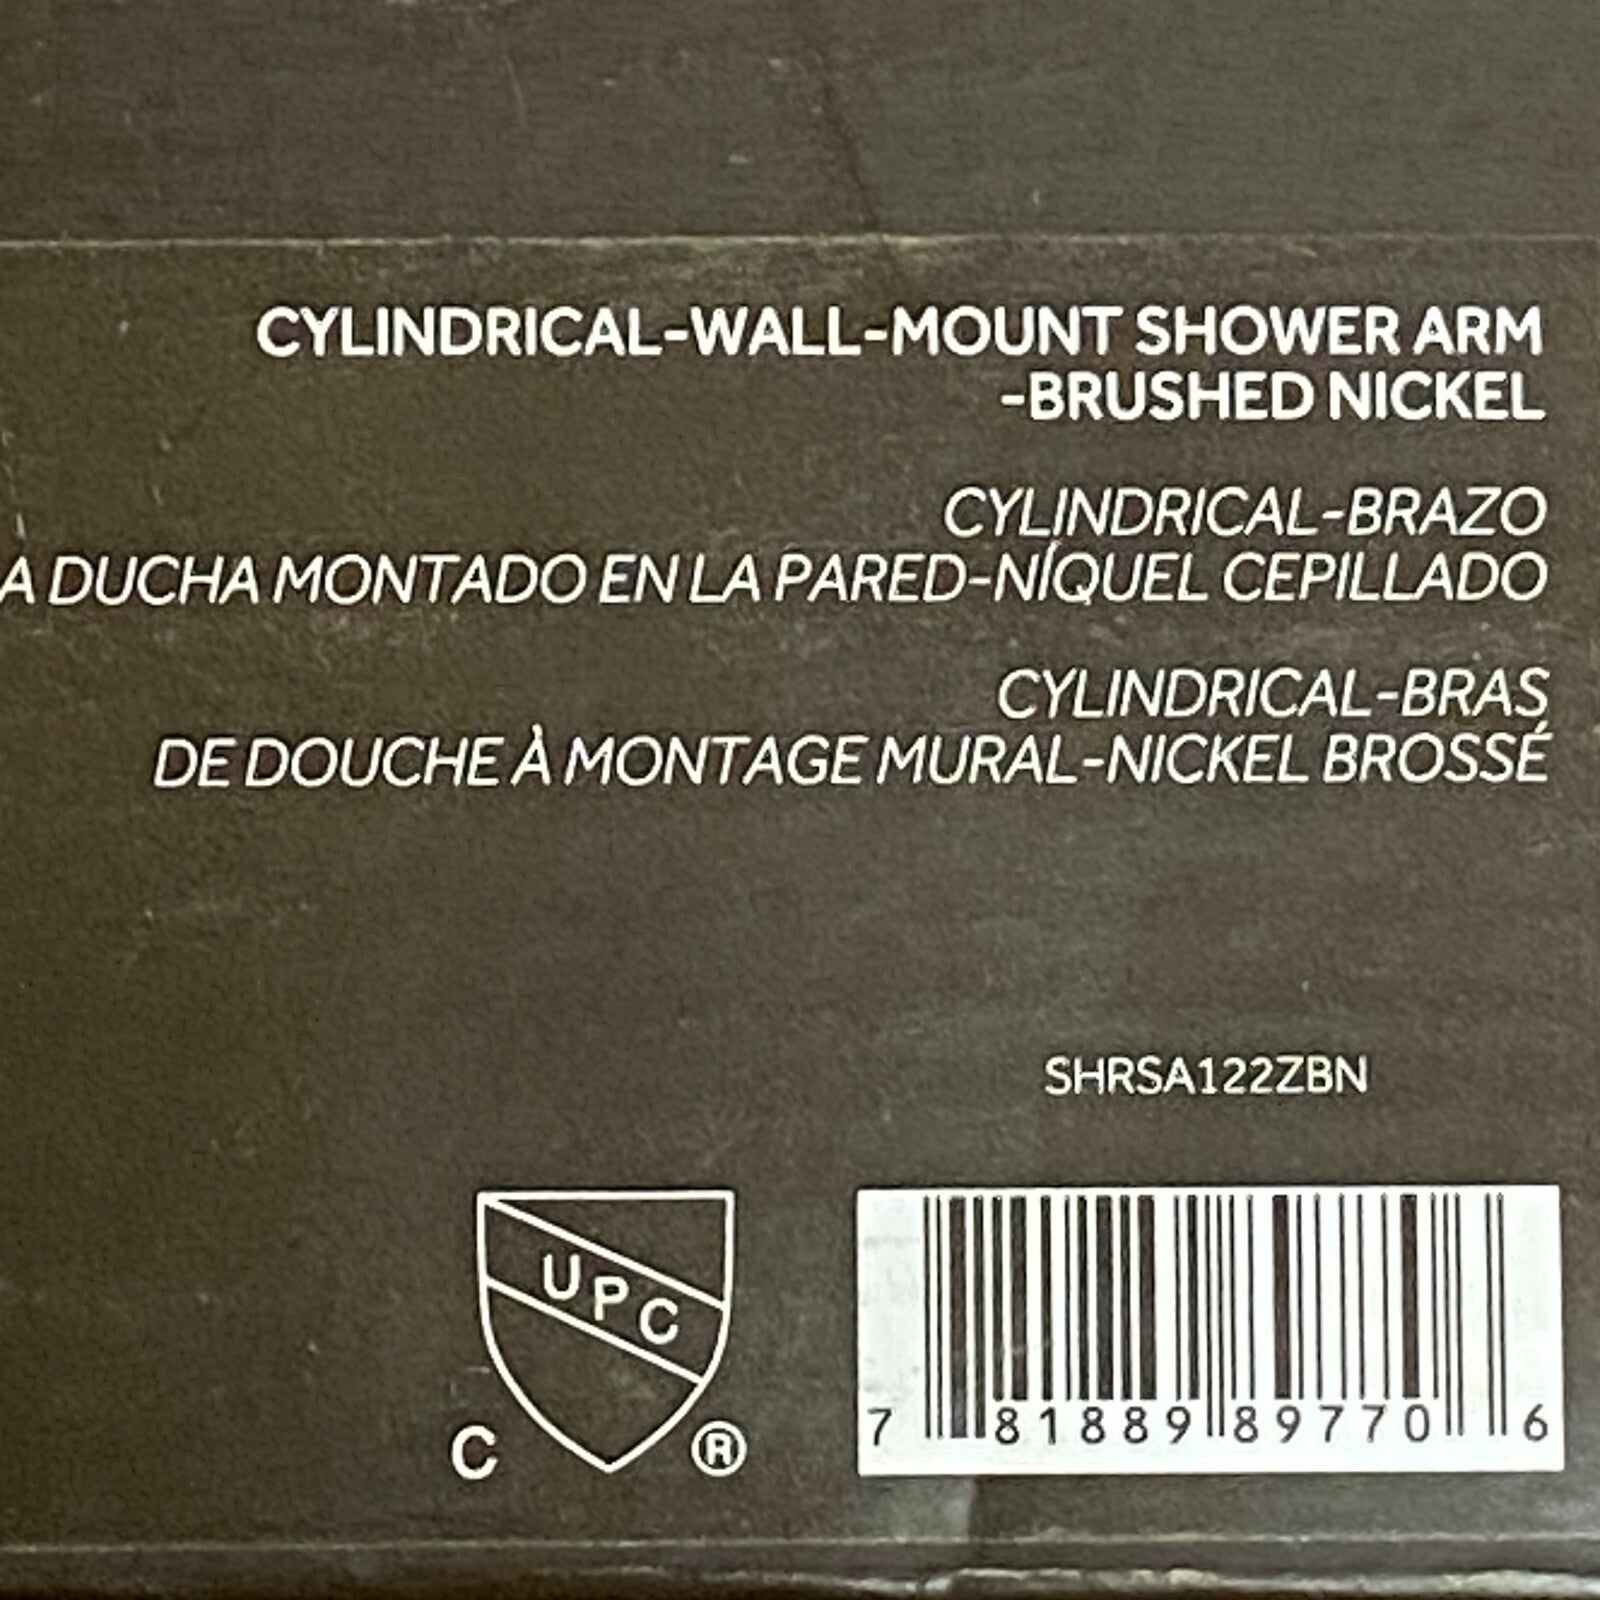 CYLINDRICAL-WALL-MOUNT SHOWER ARM
-BRUSHED NICKEL
CYLINDRICAL-BRAZO
A DUCHA MONTADO EN LA PARED-NÍQUEL CEPILLADO
CYLINDRICAL-BRAS
DE DOUCHE À MONTAGE MURAL-NICKEL BROSSÉ
SHRSA122ZBN
UPC
C ®
7 81889 89770 6